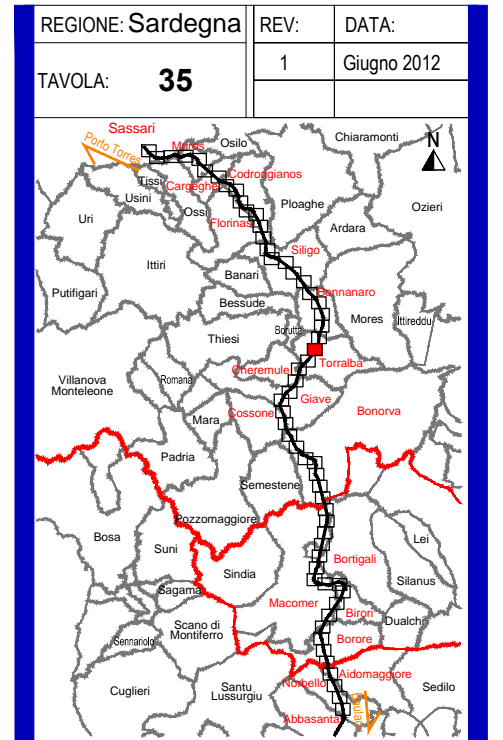 REGIONE: Sardegna
REV:
DATA:
TAVOLA: 35
1
Giugno 2012
Sassari
Chiaramonti
N
Porto Torres
Muros
Osilo
Tissi
Cargeghe
Codrongianos
Usini
Ossi
Ploaghe
Ozieri
Uri
Florinas
Ardara
Siligo
Ittiri
Banari
Putifigari
Bessude
Bonnanaro
Mores
Ittireddu
Borutta
Thiesi
Cheremule
Torralba
Romana
Villanova
Monteleone
Giave
Cossone
Bonorva
Mara
Padria
Semestene
Pozzomaggiore
Bosa
Suni
Lei
Bortigali
Sindia
Silanus
Sagama
Macomer
Birori
Dualchi
Scano di
Montiferro
Sennariolo
Borore
Aidomaggiore
Norbello
Sedilo
Cuglieri
Santu
Lussurgiu
Abbasanta